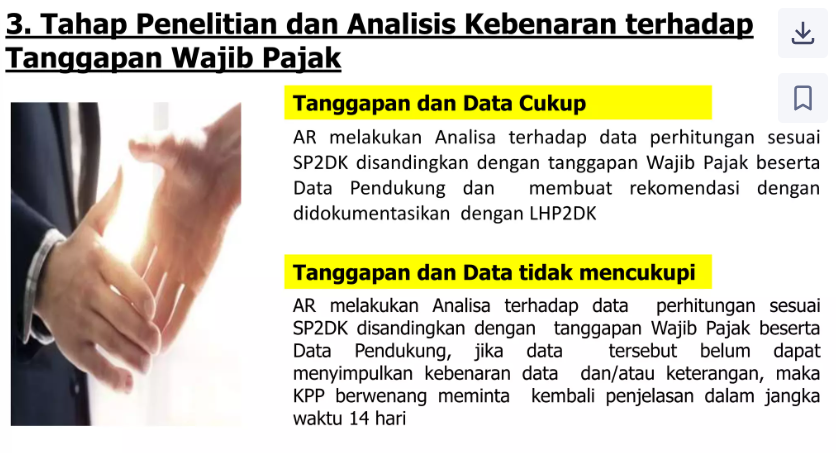 3. Tahap Penelitian dan Analisis Kebenaran terhadap
Tanggapan Wajib Pajak
Tanggapan dan Data Cukup
AR melakukan Analisa terhadap data perhitungan sesuai
SP2DK disandingkan dengan tanggapan Wajib Pajak beserta
Data Pendukung dan membuat rekomendasi dengan
didokumentasikan dengan LHP2DK
Tanggapan dan Data tidak mencukupi
AR melakukan Analisa terhadap data perhitungan sesuai
SP2DK disandingkan dengan tanggapan Wajib Pajak beserta
Data Pendukung, jika data tersebut belum dapat
menyimpulkan kebenaran data dan/atau keterangan, maka
KPP berwenang meminta kembali penjelasan dalam jangka
waktu 14 hari